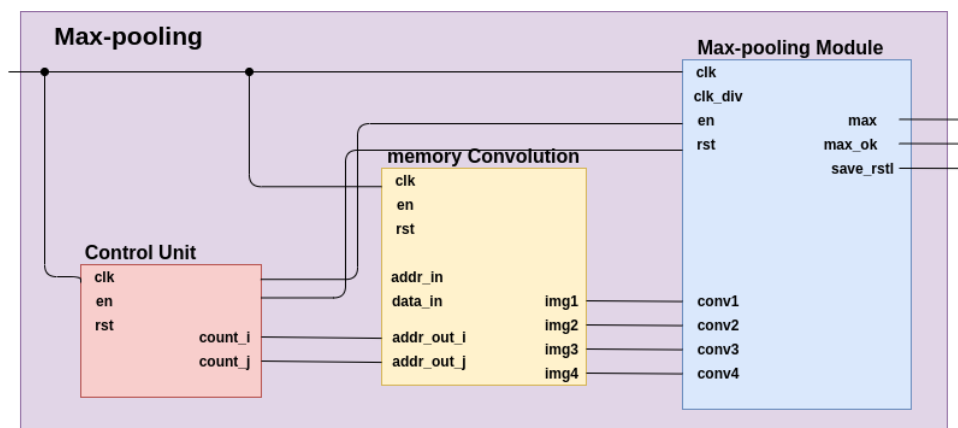 Max-pooling
Max-pooling Module
clk
clk_div
en
rst
max
max_ok
save_rstl
conv1
conv2
conv3
conv4
memory Convolution
clk
en
rst
addr_in
data_in
addr_out_i
addr_out_j
img1
img2
img3
img4
Control Unit
clk
en
rst
count_i
count_j